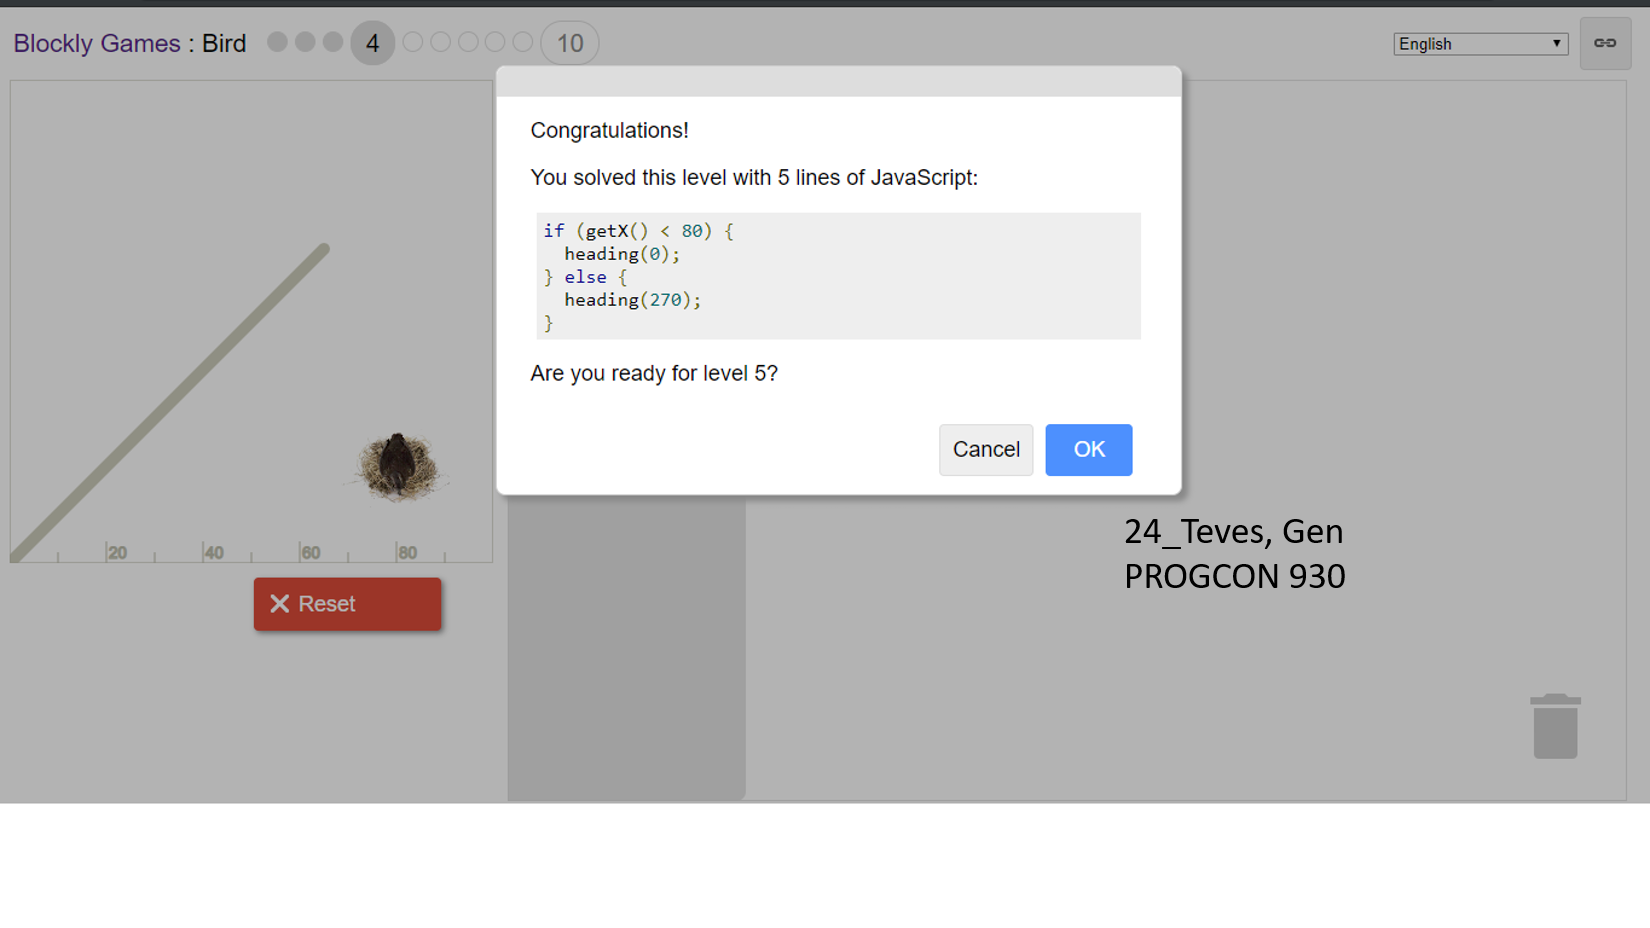 Blockly Games : Bird 4 10
English
Congratulations!
You solved this level with 5 lines of JavaScript:
if (getX() < 80) {
  heading(0);
} else {
  heading(270);
}
Are you ready for level 5?
Cancel OK
20 40 60 80
Reset
24_Teves, Gen
PROGCON 930